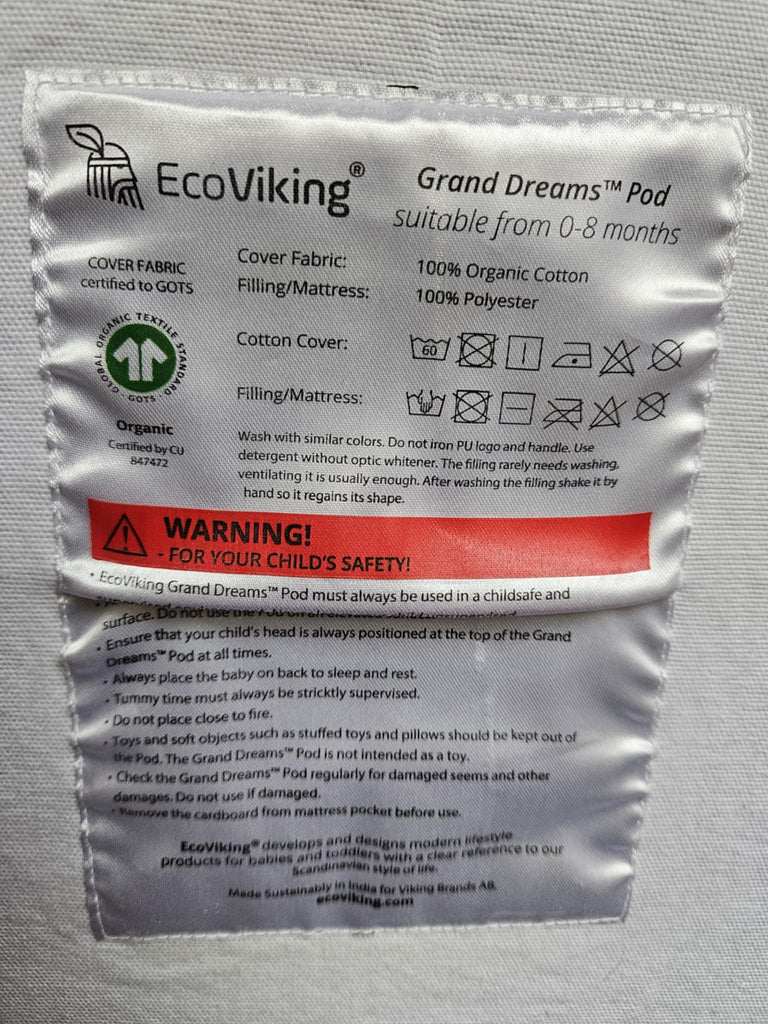 EcoViking®
Grand Dreams™ Pod
suitable from 0-8 months
COVER FABRIC
certified to GOTS
Cover Fabric:
100% Organic Cotton
Filling/Mattress:
100% Polyester
GLOBAL ORGANIC TEXTILE STANDARD
· GOTS ·
Organic
Certified by CU
847472
Cotton Cover:
60
Filling/Mattress:
Wash with similar colors. Do not iron PU logo and handle. Use
detergent without optic whitener. The filling rarely needs washing,
ventilating it is usually enough. After washing the filling shake it by
hand so it regains its shape.
WARNING!
- FOR YOUR CHILD'S SAFETY!
• EcoViking Grand Dreams™ Pod must always be used in a childsafe and
surface. Do not use the
• Ensure that your child's head is always positioned at the top of the Grand
Dreams™ Pod at all times.
• Always place the baby on back to sleep and rest.
• Tummy time must always be stricktly supervised.
• Do not place close to fire.
• Toys and soft objects such as stuffed toys and pillows should be kept out of
the Pod. The Grand Dreams™ Pod is not intended as a toy.
• Check the Grand Dreams™ Pod regularly for damaged seems and other
damages. Do not use if damaged.
• Remove the cardboard from mattress pocket before use.
EcoViking® develops and designs modern lifestyle
products for babies and toddlers with a clear reference to our
Scandinavian style of life.
Made Sustainably in India for Viking Brands AB.
ecoviking.com